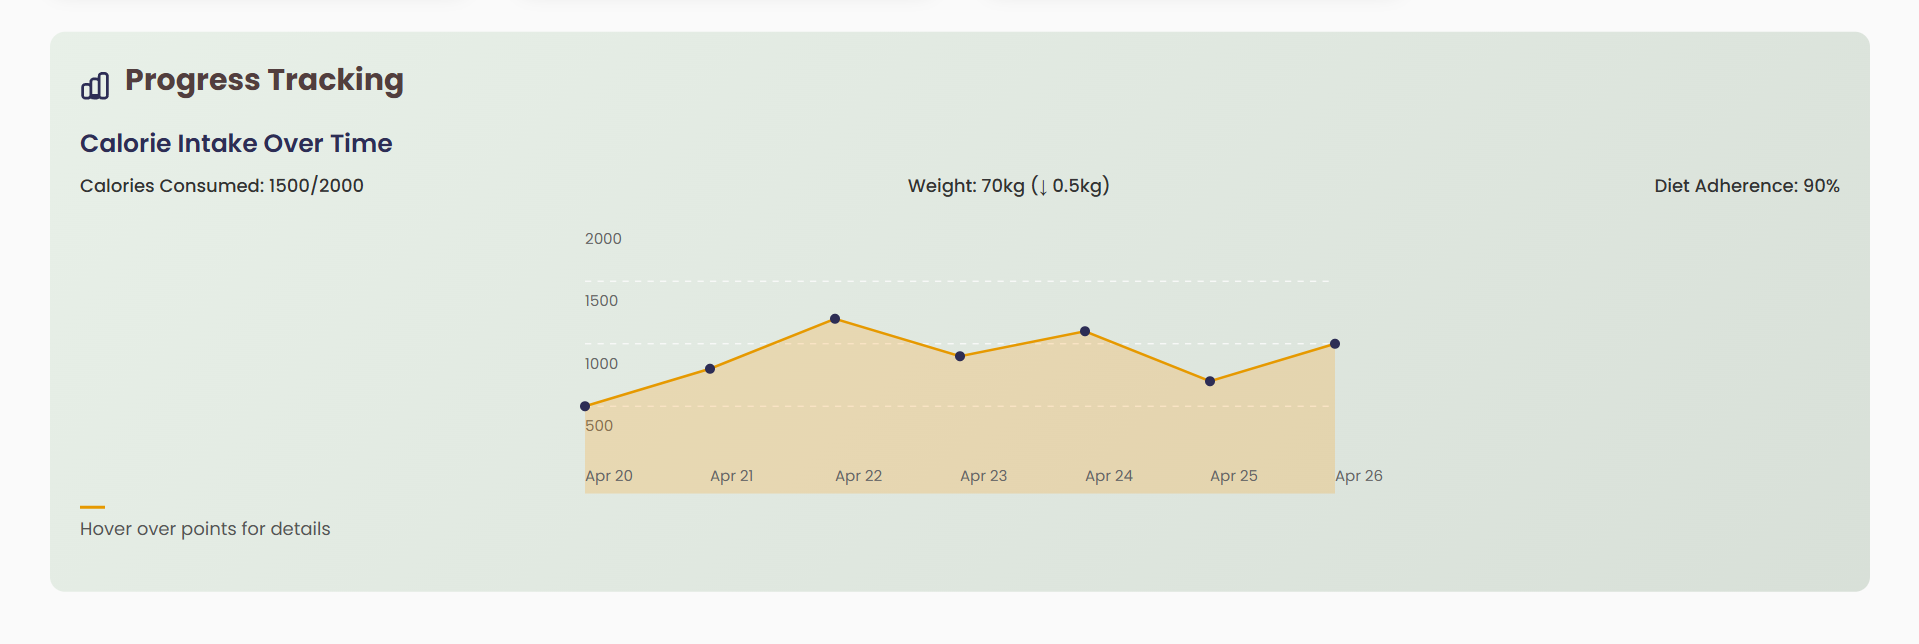 Progress Tracking
Calorie Intake Over Time
Calories Consumed: 1500/2000
Weight: 70kg (↓ 0.5kg)
Diet Adherence: 90%
2000
1500
1000
500
Apr 20
Apr 21
Apr 22
Apr 23
Apr 24
Apr 25
Apr 26
Hover over points for details